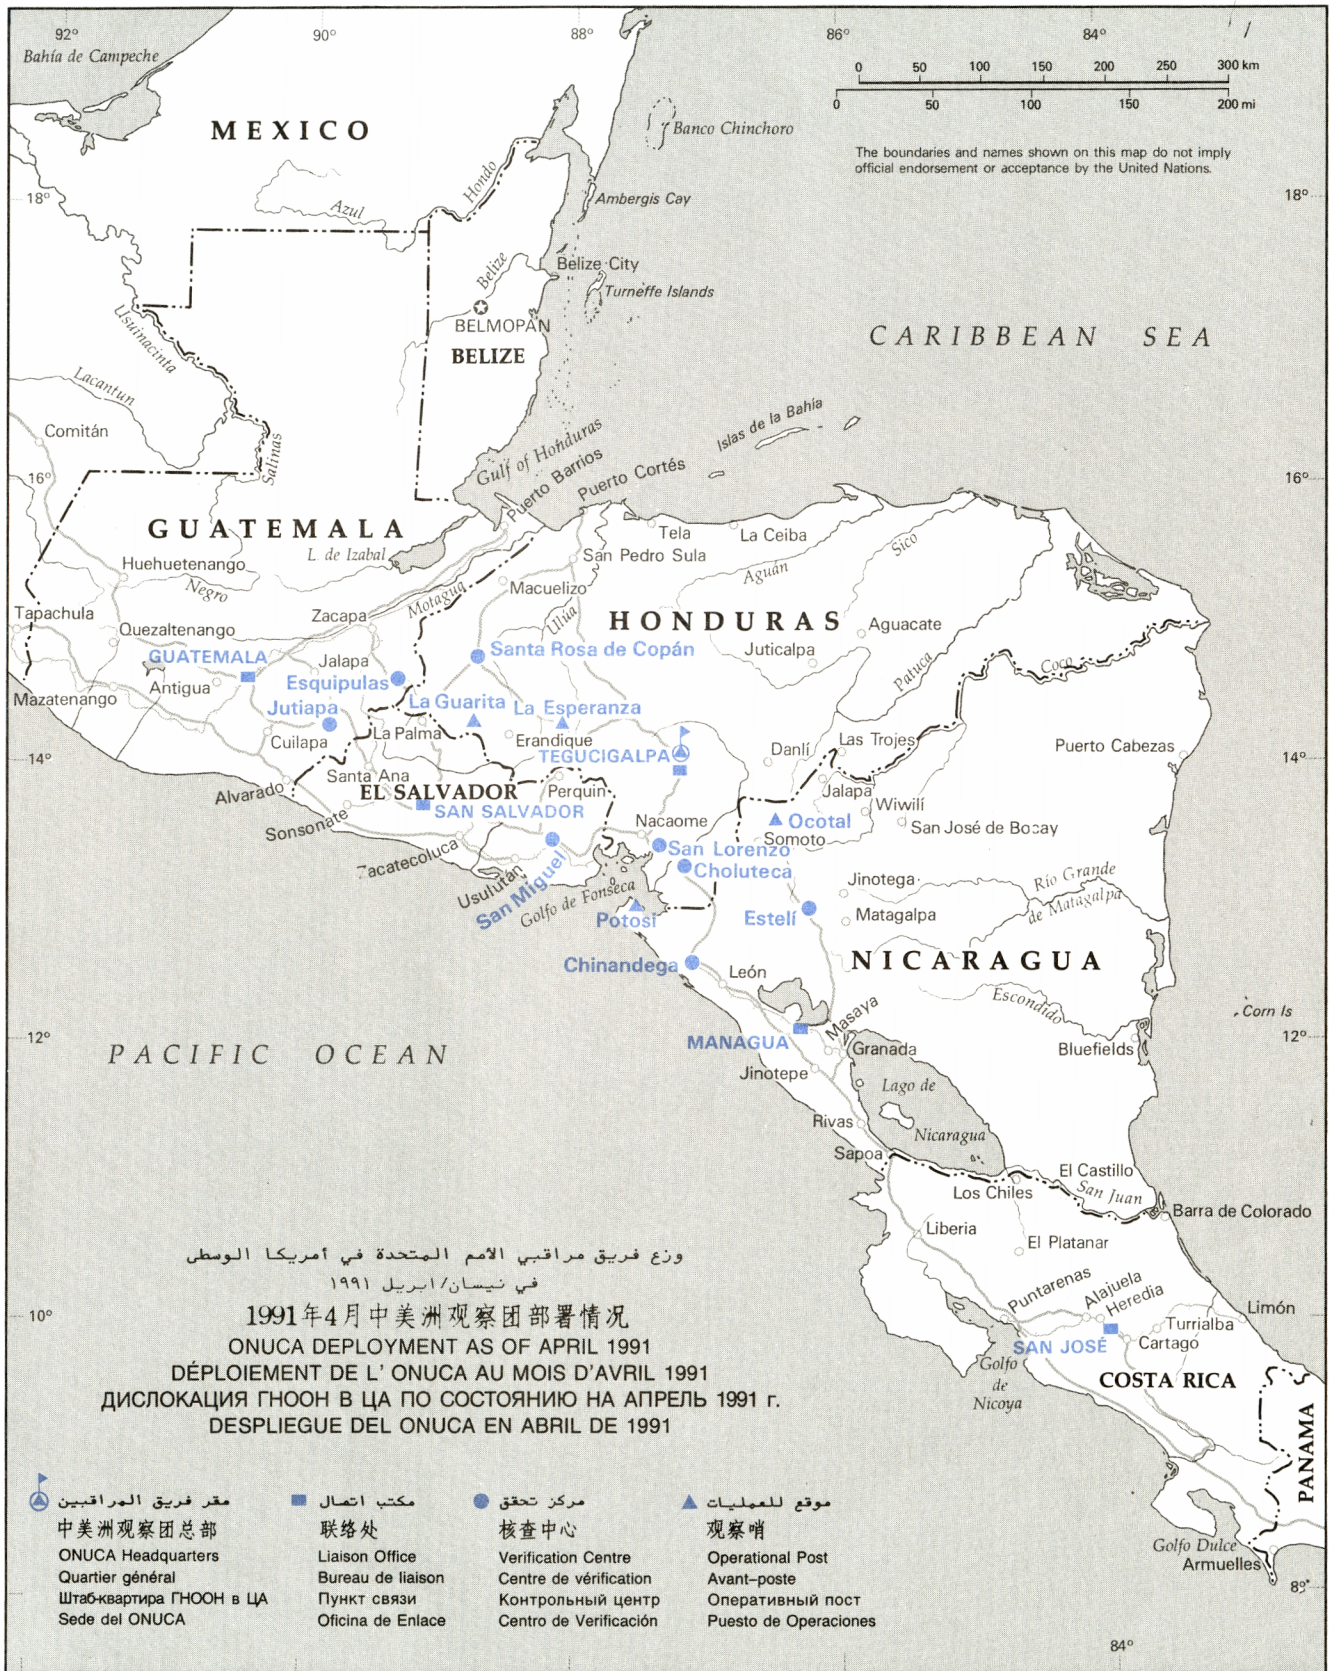 92°
90°
88°
86°
84°
Bahía de Campeche
0 50 100 150 200 250 300 km
0 50 100 150 200 mi
MEXICO
Banco Chinchoro
The boundaries and names shown on this map do not imply
official endorsement or acceptance by the United Nations.
Hondo
18°
Azul
Ambergis Cay
18°
Belize
Belize City
Turneffe Islands
BELMOPAN
BELIZE
CARIBBEAN SEA
Usuinacinta
Lacantun
Comitán
Salinas
Islas de la Bahía
Gulf of Honduras
Puerto Barrios
Puerto Cortés
16°
16°
GUATEMALA
L. de Izabal
Tela
La Ceiba
San Pedro Sula
Sico
Huehuetenango
Negro
Motagua
Macuelizo
Aguán
Tapachula
Zacapa
Ulúa
HONDURAS
Quezaltenango
Aguacate
GUATEMALA
Jalapa
Santa Rosa de Copán
Juticalpa
Patuca
Coco
Antigua
Esquipulas
Mazatenango
Jutiapa
La Guarita
La Esperanza
Cuilapa
La Palma
Erandique
TEGUCIGALPA
Danlí
Las Trojes
Puerto Cabezas
14°
14°
Santa Ana
Alvarado
EL SALVADOR
Perquín
Jalapa
SAN SALVADOR
Wiwilí
Sonsonate
Nacaome
Ocotal
San José de Bocay
Somoto
San Lorenzo
Zacatecoluca
Choluteca
Usulután
San Miguel
Golfo de Fonseca
Jinotega
Río Grande
de Matagalpa
Potosí
Estelí
Matagalpa
NICARAGUA
Chinandega
León
Escondido
Corn Is
Masaya
12°
12°
PACIFIC OCEAN
MANAGUA
Granada
Bluefields
Jinotepe
Lago de
Nicaragua
Rivas
Sapoa
El Castillo
Los Chiles
San Juan
Barra de Colorado
Liberia
El Platanar
وزع فريق مراقبي الأمم المتحدة في أمريكا الوسطى
في نيسان/ابريل ١٩٩١
1991年4月中美洲观察团部署情况
ONUCA DEPLOYMENT AS OF APRIL 1991
DÉPLOIEMENT DE L' ONUCA AU MOIS D'AVRIL 1991
ДИСЛОКАЦИЯ ГНООН В ЦА ПО СОСТОЯНИЮ НА АПРЕЛЬ 1991 г.
DESPLIEGUE DEL ONUCA EN ABRIL DE 1991
10°
Puntarenas
Alajuela
Heredia
Limón
Turrialba
SAN JOSÉ
Cartago
Golfo
de
Nicoya
COSTA RICA
PANAMA
Golfo Dulce
Armuelles
8°
84°
مقر فريق المراقبين
中美洲观察团总部
ONUCA Headquarters
Quartier général
Штаб-квартира ГНООН в ЦА
Sede del ONUCA
مكتب اتصال
联络处
Liaison Office
Bureau de liaison
Пункт связи
Oficina de Enlace
مركز تحقق
核查中心
Verification Centre
Centre de vérification
Контрольный центр
Centro de Verificación
موقع للعمليات
观察哨
Operational Post
Avant–poste
Оперативный пост
Puesto de Operaciones